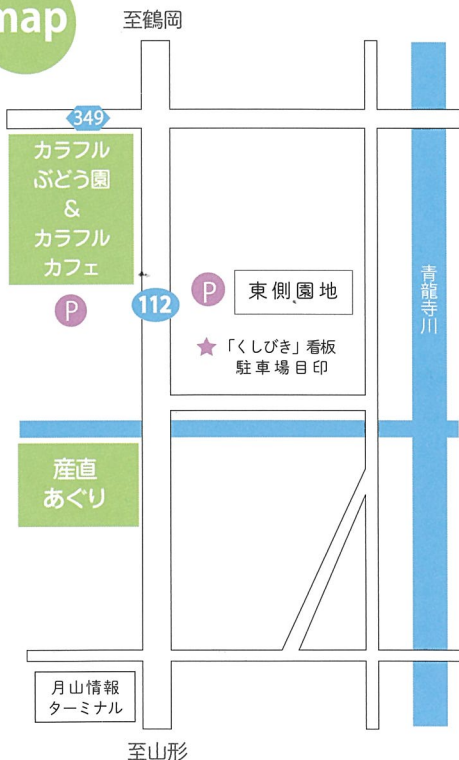 map
至鶴岡
349
カラフル
ぶどう園
&
カラフル
カフェ
P
112
P
東側園地
★「くしびき」看板
駐車場目印
青龍寺川
産直
あぐり
月山情報
ターミナル
至山形